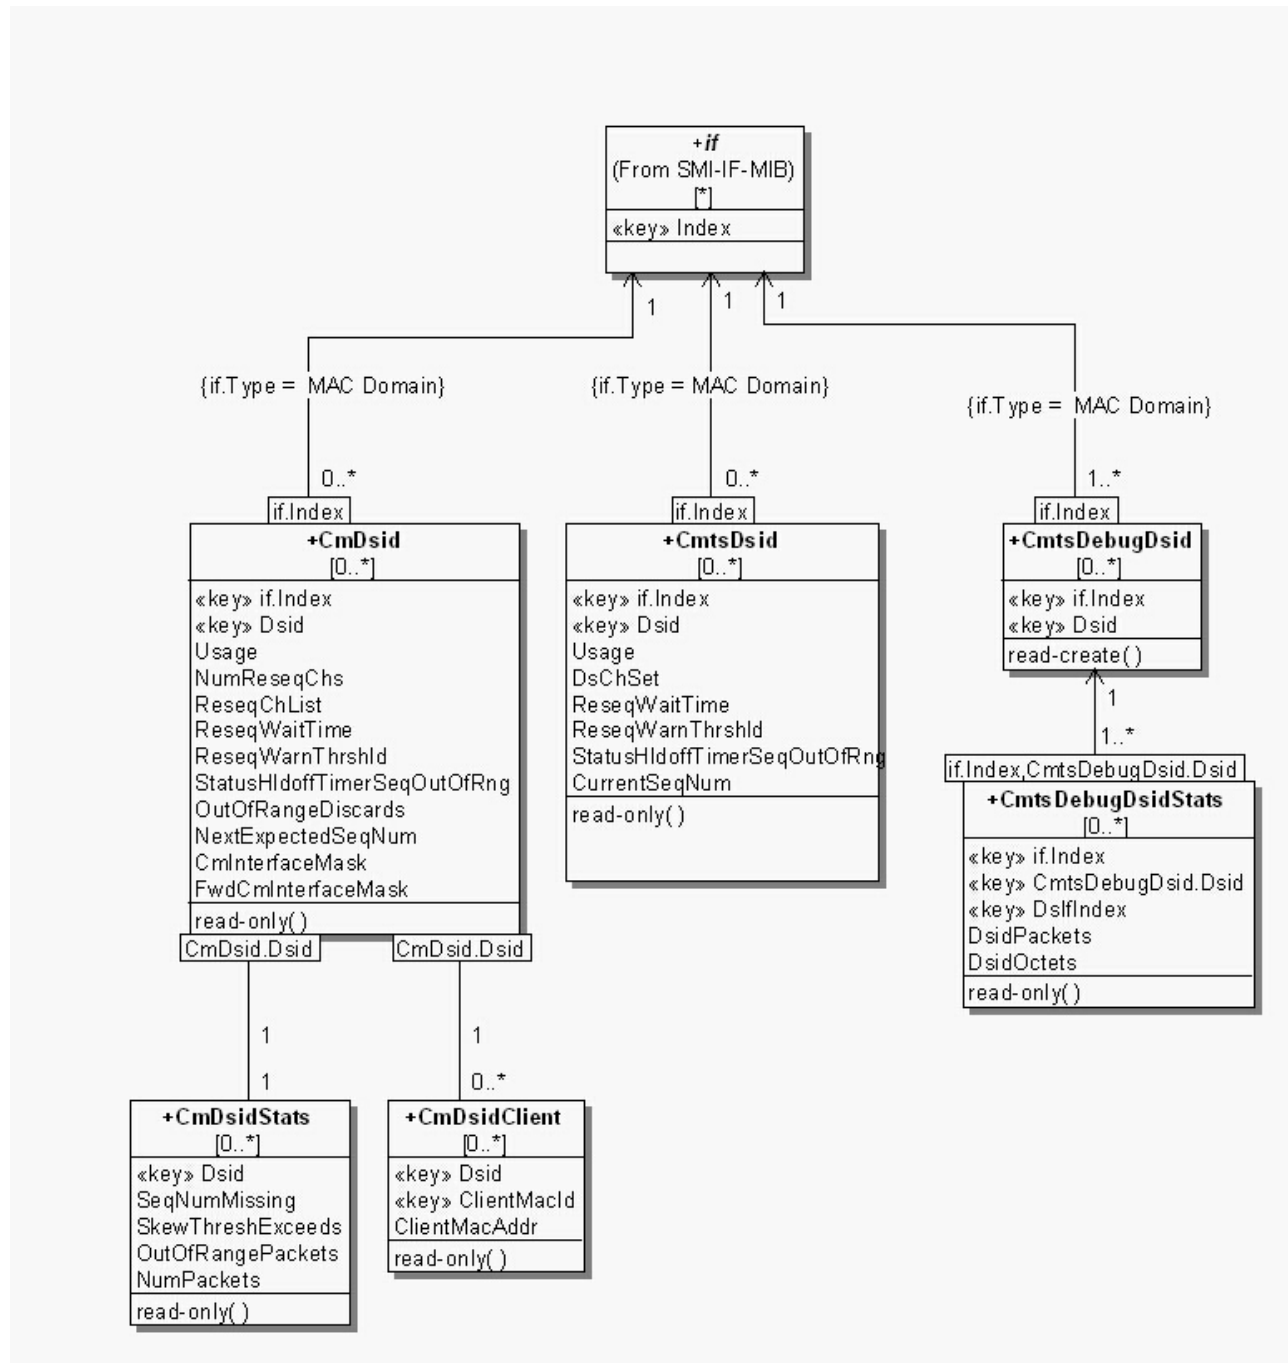 +if
(From SMI-IF-MIB)
[*]
«key» Index
1
1
1
{if.Type = MAC Domain}
{if.Type = MAC Domain}
{if.Type = MAC Domain}
0..*
0..*
1..*
if.Index
+CmDsid
[0..*]
«key» if.Index
«key» Dsid
Usage
NumReseqChs
ReseqChList
ReseqWaitTime
ReseqWarnThrshld
StatusHldoffTimerSeqOutOfRng
OutOfRangeDiscards
NextExpectedSeqNum
CmInterfaceMask
FwdCmInterfaceMask
read-only()
CmDsid.Dsid
CmDsid.Dsid
if.Index
+CmtsDsid
[0..*]
«key» if.Index
«key» Dsid
Usage
DsChSet
ReseqWaitTime
ReseqWarnThrshld
StatusHldoffTimerSeqOutOfRng
CurrentSeqNum
read-only()
if.Index
+CmtsDebugDsid
[0..*]
«key» if.Index
«key» Dsid
read-create()
1
1..*
if.Index,CmtsDebugDsid.Dsid
+CmtsDebugDsidStats
[0..*]
«key» if.Index
«key» CmtsDebugDsid.Dsid
«key» DsIfIndex
DsidPackets
DsidOctets
read-only()
1
1
1
0..*
+CmDsidStats
[0..*]
«key» Dsid
SeqNumMissing
SkewThreshExceeds
OutOfRangePackets
NumPackets
read-only()
+CmDsidClient
[0..*]
«key» Dsid
«key» ClientMacId
ClientMacAddr
read-only()